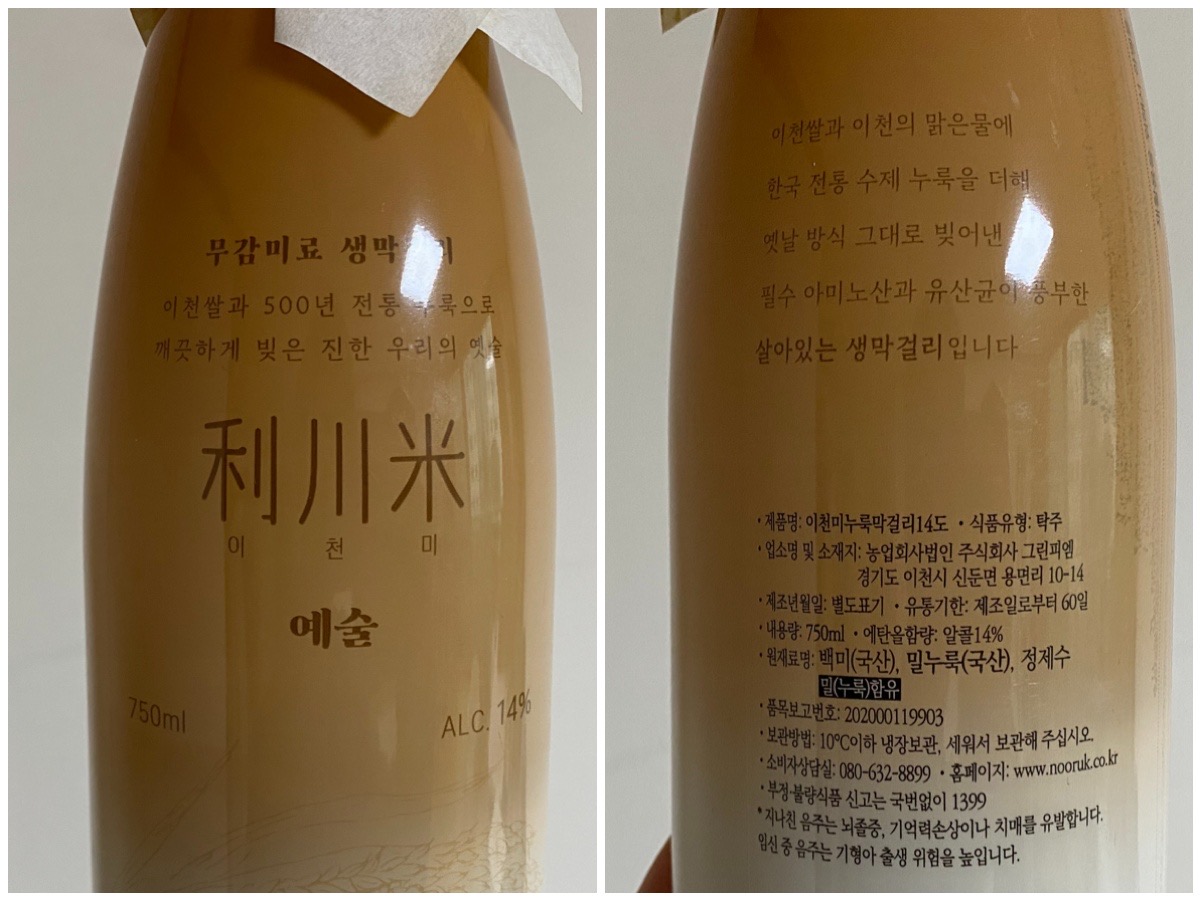 무감미료 생막걸리
이천쌀과 500년 전통 누룩으로
깨끗하게 빚은 진한 우리의 옛술
利川米
이 천 미
예술
750ml
ALC. 14%
이천쌀과 이천의 맑은물에
한국 전통 수제 누룩을 더해
옛날 방식 그대로 빚어낸
필수 아미노산과 유산균이 풍부한
살아있는 생막걸리입니다
· 제품명: 이천미누룩막걸리14도 · 식품유형: 탁주
· 업소명 및 소재지: 농업회사법인 주식회사 그린피엠
경기도 이천시 신둔면 용면리 10-14
· 제조년월일: 별도표기 · 유통기한: 제조일로부터 60일
· 내용량: 750ml · 에탄올함량: 알콜14%
· 원재료명: 백미(국산), 밀누룩(국산), 정제수
밀(누룩)함유
· 품목보고번호: 202000119903
· 보관방법: 10℃이하 냉장보관, 세워서 보관해 주십시오.
· 소비자상담실: 080-632-8899 · 홈페이지: www.nooruk.co.kr
· 부정·불량식품 신고는 국번없이 1399
* 지나친 음주는 뇌졸중, 기억력손상이나 치매를 유발합니다.
임신 중 음주는 기형아 출생 위험을 높입니다.